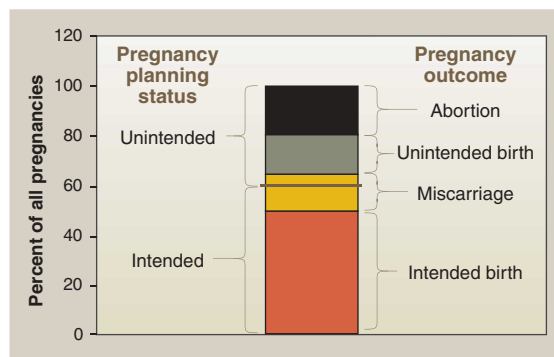 Percent of all pregnancies
120
100
80
60
40
20
0
Pregnancy
planning
status
Unintended
Intended
Pregnancy
outcome
Abortion
Unintended birth
Miscarriage
Intended birth